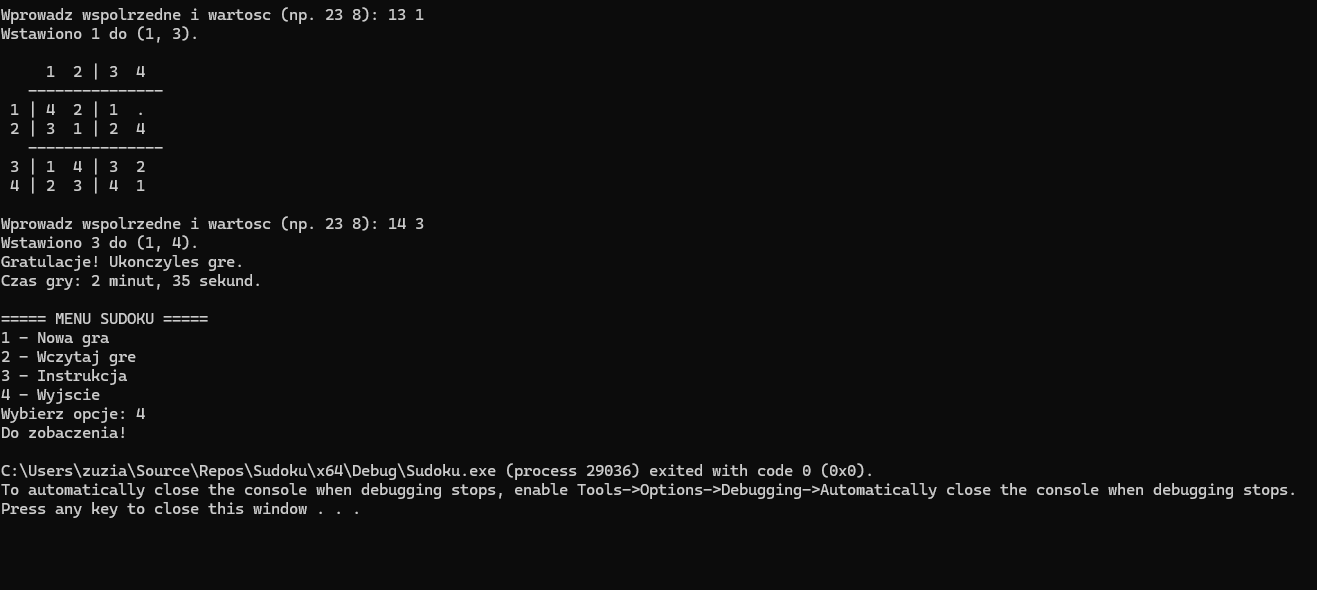 Wprowadz wspolrzedne i wartosc (np. 23 8): 13 1
Wstawiono 1 do (1, 3).
1 2 | 3 4
---------------
1 | 4 2 | 1 .
2 | 3 1 | 2 4
---------------
3 | 1 4 | 3 2
4 | 2 3 | 4 1
Wprowadz wspolrzedne i wartosc (np. 23 8): 14 3
Wstawiono 3 do (1, 4).
Gratulacje! Ukonczyles gre.
Czas gry: 2 minut, 35 sekund.
===== MENU SUDOKU =====
1 - Nowa gra
2 - Wczytaj gre
3 - Instrukcja
4 - Wyjscie
Wybierz opcje: 4
Do zobaczenia!
C:\Users\zuzia\Source\Repos\Sudoku\x64\Debug\Sudoku.exe (process 29036) exited with code 0 (0x0).
To automatically close the console when debugging stops, enable Tools->Options->Debugging->Automatically close the console when debugging stops.
Press any key to close this window . . .